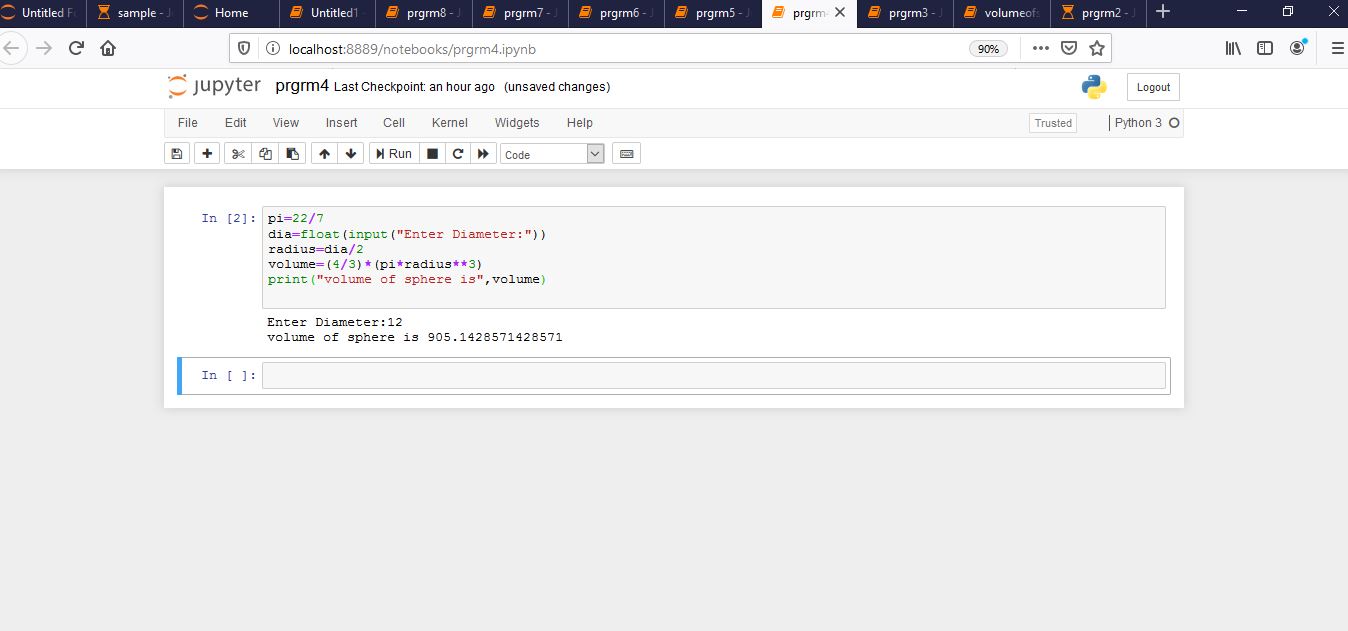 Untitled F sample - J Home Untitled1 - prgrm8 - J prgrm7 - J prgrm6 - J prgrm5 - J prgrm prgrm3 - J volumeofs prgrm2 - J
localhost:8889/notebooks/prgrm4.ipynb 90%
jupyter prgrm4 Last Checkpoint: an hour ago (unsaved changes) Logout
File Edit View Insert Cell Kernel Widgets Help Trusted Python 3
Run Code
In [2]: pi=22/7
dia=float(input("Enter Diameter:"))
radius=dia/2
volume=(4/3)*(pi*radius**3)
print("volume of sphere is",volume)
Enter Diameter:12
volume of sphere is 905.1428571428571
In [ ]: